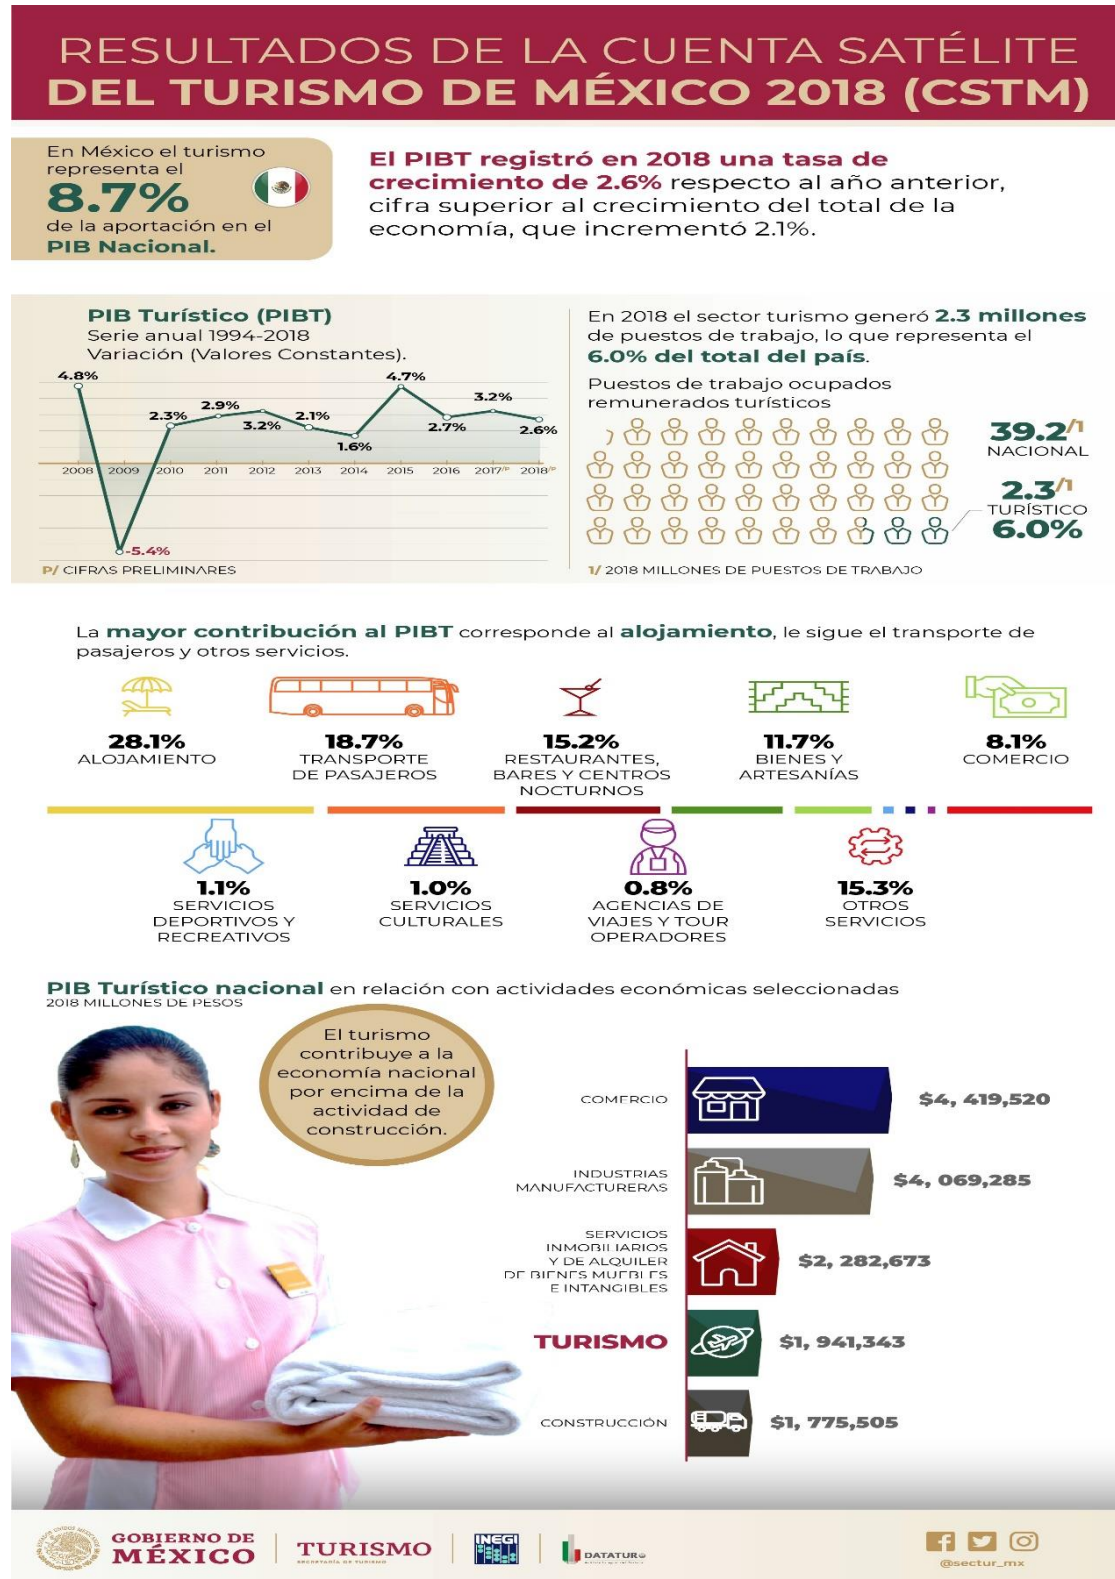 RESULTADOS DE LA CUENTA SATÉLITE
DEL TURISMO DE MÉXICO 2018 (CSTM)
En México el turismo
representa el
8.7%
de la aportación en el
PIB Nacional.
El PIBT registró en 2018 una tasa de
crecimiento de 2.6% respecto al año anterior,
cifra superior al crecimiento del total de la
economía, que incrementó 2.1%.
PIB Turístico (PIBT)
Serie anual 1994-2018
Variación (Valores Constantes).
4.8%
-5.4%
2.3%
2.9%
3.2%
2.1%
1.6%
4.7%
2.7%
3.2%
2.6%
2008 2009 2010 2011 2012 2013 2014 2015 2016 2017/P 2018/P
P/ CIFRAS PRELIMINARES
En 2018 el sector turismo generó 2.3 millones
de puestos de trabajo, lo que representa el
6.0% del total del país.
Puestos de trabajo ocupados
remunerados turísticos
39.2/1
NACIONAL
2.3/1
TURÍSTICO
6.0%
1/ 2018 MILLONES DE PUESTOS DE TRABAJO
La mayor contribución al PIBT corresponde al alojamiento, le sigue el transporte de
pasajeros y otros servicios.
28.1%
ALOJAMIENTO
18.7%
TRANSPORTE
DE PASAJEROS
15.2%
RESTAURANTES,
BARES Y CENTROS
NOCTURNOS
11.7%
BIENES Y
ARTESANÍAS
8.1%
COMERCIO
1.1%
SERVICIOS
DEPORTIVOS Y
RECREATIVOS
1.0%
SERVICIOS
CULTURALES
0.8%
AGENCIAS DE
VIAJES Y TOUR
OPERADORES
15.3%
OTROS
SERVICIOS
PIB Turístico nacional en relación con actividades económicas seleccionadas
2018 MILLONES DE PESOS
El turismo
contribuye a la
economía nacional
por encima de la
actividad de
construcción.
COMERCIO
$4, 419,520
INDUSTRIAS
MANUFACTURERAS
$4, 069,285
SERVICIOS
INMOBILIARIOS
Y DE ALQUILER
DE BIENES MUEBLES
E INTANGIBLES
$2, 282,673
TURISMO
$1, 941,343
CONSTRUCCIÓN
$1, 775,505
GOBIERNO DE
MÉXICO
TURISMO
SECRETARÍA DE TURISMO
INEGI
DATATUR
@sectur_mx